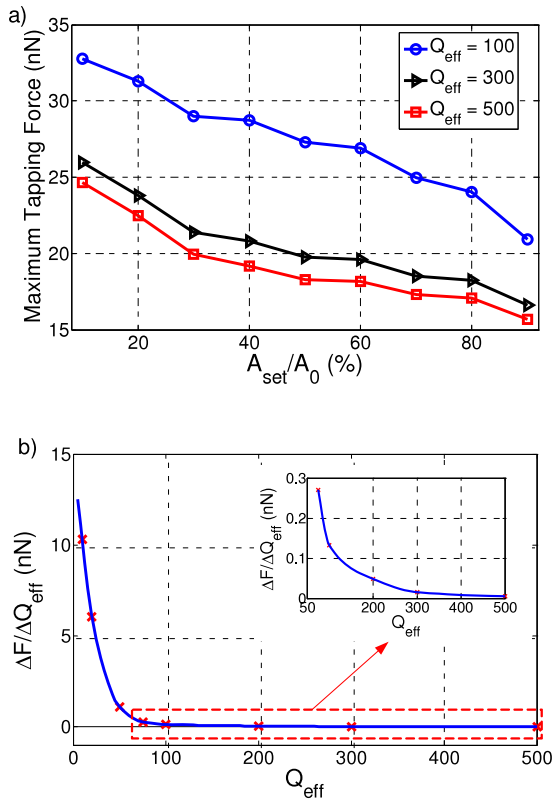 a)
Maximum Tapping Force (nN)
35
30
25
20
15
20
40
60
80
A_set/A_0 (%)
Q_eff = 100
Q_eff = 300
Q_eff = 500
b)
ΔF/ΔQ_eff (nN)
15
10
5
0
0
100
200
300
400
500
Q_eff
ΔF/ΔQ_eff (nN)
0.3
0.2
0.1
0
50
100
200
300
400
500
Q_eff